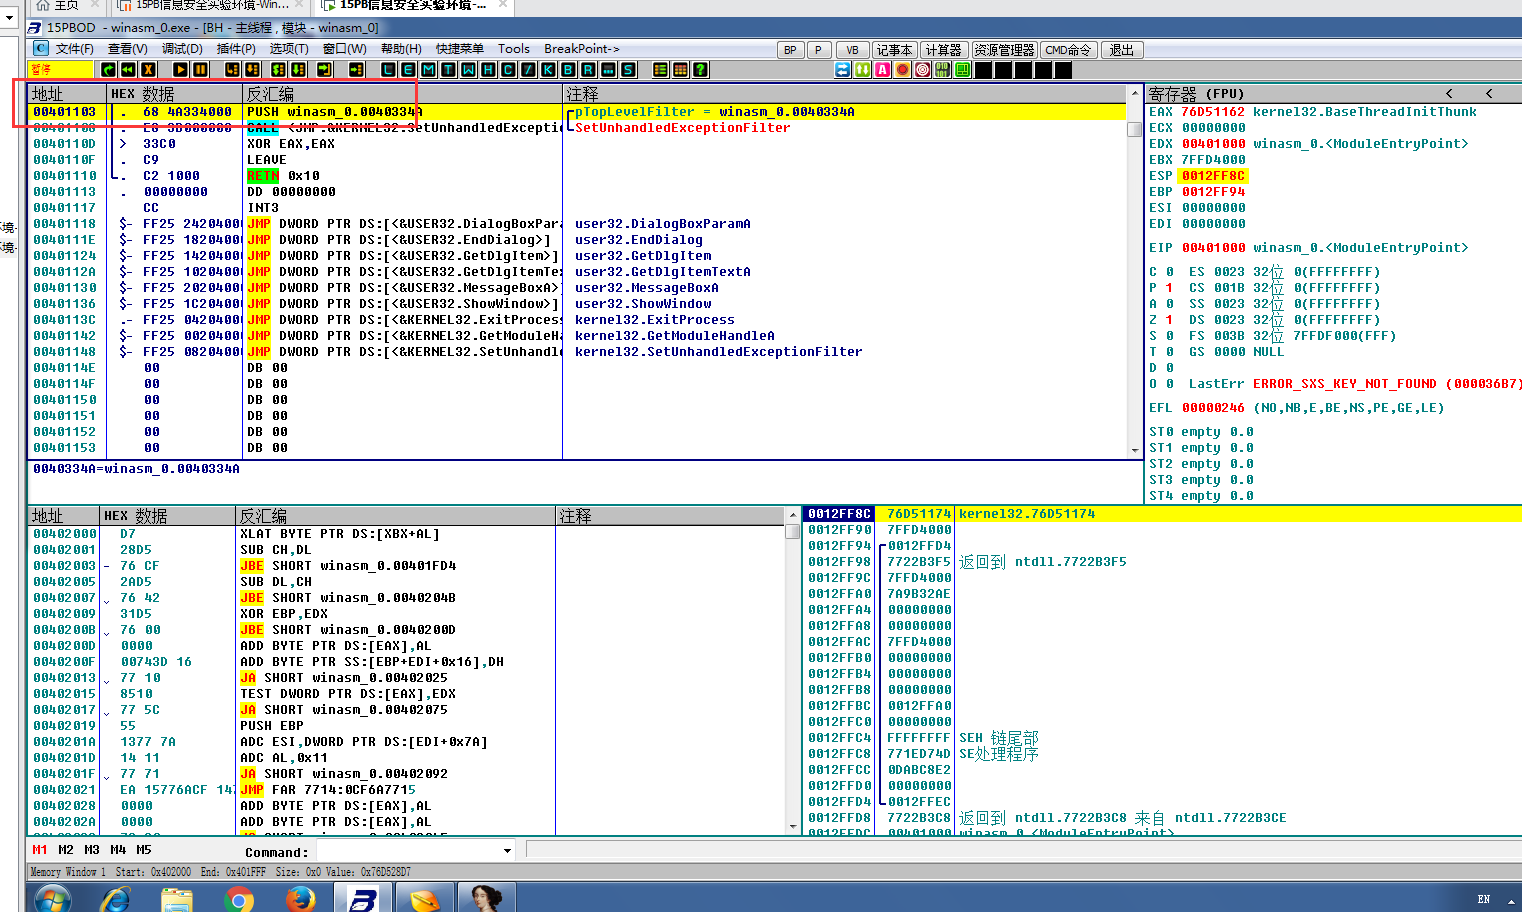 主页 15PB信息安全实验环境-Win... 15PB信息安全实验环境-...
15PBOD - winasm_0.exe - [BH - 主线程, 模块 - winasm_0]
文件(F) 查看(V) 调试(D) 插件(P) 选项(T) 窗口(W) 帮助(H) 快捷菜单 Tools BreakPoint-> BP P VB 记事本 计算器 资源管理器 CMD命令 退出
暂停 L E M T W H C / K B R ... S
地址 HEX 数据 反汇编 注释
00401103 . 68 4A334000 PUSH winasm_0.0040334A pTopLevelFilter = winasm_0.0040334A
00401108 . E8 3B000000 CALL <JMP.&KERNEL32.SetUnhandledExceptio SetUnhandledExceptionFilter
0040110D > 33C0 XOR EAX,EAX
0040110F . C9 LEAVE
00401110 . C2 1000 RETN 0x10
00401113 . 00000000 DD 00000000
00401117 CC INT3
00401118 $- FF25 2420400 JMP DWORD PTR DS:[<&USER32.DialogBoxPar user32.DialogBoxParamA
0040111E $- FF25 1820400 JMP DWORD PTR DS:[<&USER32.EndDialog>] user32.EndDialog
00401124 $- FF25 1420400 JMP DWORD PTR DS:[<&USER32.GetDlgItem>] user32.GetDlgItem
0040112A $- FF25 1020400 JMP DWORD PTR DS:[<&USER32.GetDlgItemTex user32.GetDlgItemTextA
00401130 $- FF25 2020400 JMP DWORD PTR DS:[<&USER32.MessageBoxA>] user32.MessageBoxA
00401136 $- FF25 1C20400 JMP DWORD PTR DS:[<&USER32.ShowWindow>] user32.ShowWindow
0040113C .- FF25 0420400 JMP DWORD PTR DS:[<&KERNEL32.ExitProces kernel32.ExitProcess
00401142 $- FF25 0020400 JMP DWORD PTR DS:[<&KERNEL32.GetModuleH kernel32.GetModuleHandleA
00401148 $- FF25 0820400 JMP DWORD PTR DS:[<&KERNEL32.SetUnhandl kernel32.SetUnhandledExceptionFilter
0040114E 00 DB 00
0040114F 00 DB 00
00401150 00 DB 00
00401151 00 DB 00
00401152 00 DB 00
00401153 00 DB 00
0040334A=winasm_0.0040334A
寄存器 (FPU) < <
EAX 76D51162 kernel32.BaseThreadInitThunk
ECX 00000000
EDX 00401000 winasm_0.<ModuleEntryPoint>
EBX 7FFD4000
ESP 0012FF8C
EBP 0012FF94
ESI 00000000
EDI 00000000
EIP 00401000 winasm_0.<ModuleEntryPoint>
C 0 ES 0023 32位 0(FFFFFFFF)
P 1 CS 001B 32位 0(FFFFFFFF)
A 0 SS 0023 32位 0(FFFFFFFF)
Z 1 DS 0023 32位 0(FFFFFFFF)
S 0 FS 003B 32位 7FFDF000(FFF)
T 0 GS 0000 NULL
D 0
O 0 LastErr ERROR_SXS_KEY_NOT_FOUND (000036B7)
EFL 00000246 (NO,NB,E,BE,NS,PE,GE,LE)
ST0 empty 0.0
ST1 empty 0.0
ST2 empty 0.0
ST3 empty 0.0
ST4 empty 0.0
地址 HEX 数据 反汇编 注释
00402000 D7 XLAT BYTE PTR DS:[XBX+AL]
00402001 28D5 SUB CH,DL
00402003 - 76 CF JBE SHORT winasm_0.00401FD4
00402005 2AD5 SUB DL,CH
00402007 76 42 JBE SHORT winasm_0.0040204B
00402009 31D5 XOR EBP,EDX
0040200B 76 00 JBE SHORT winasm_0.0040200D
0040200D 0000 ADD BYTE PTR DS:[EAX],AL
0040200F 00743D 16 ADD BYTE PTR SS:[EBP+EDI+0x16],DH
00402013 77 10 JA SHORT winasm_0.00402025
00402015 8510 TEST DWORD PTR DS:[EAX],EDX
00402017 77 5C JA SHORT winasm_0.00402075
00402019 55 PUSH EBP
0040201A 1377 7A ADC ESI,DWORD PTR DS:[EDI+0x7A]
0040201D 14 11 ADC AL,0x11
0040201F 77 71 JA SHORT winasm_0.00402092
00402021 EA 15776ACF 147 JMP FAR 7714:0CF6A7715
00402028 0000 ADD BYTE PTR DS:[EAX],AL
0040202A 0000 ADD BYTE PTR DS:[EAX],AL
0012FF8C 76D51174 kernel32.76D51174
0012FF90 7FFD4000
0012FF94 0012FFD4
0012FF98 7722B3F5 返回到 ntdll.7722B3F5
0012FF9C 7FFD4000
0012FFA0 7A9B32AE
0012FFA4 00000000
0012FFA8 00000000
0012FFAC 7FFD4000
0012FFB0 00000000
0012FFB4 00000000
0012FFB8 00000000
0012FFBC 0012FFA0
0012FFC0 00000000
0012FFC4 FFFFFFFF SEH 链尾部
0012FFC8 771ED74D SE处理程序
0012FFCC 0DABC8E2
0012FFD0 00000000
0012FFD4 0012FFEC
0012FFD8 7722B3C8 返回到 ntdll.7722B3C8 来自 ntdll.7722B3CE
0012FFDC 00401000 winasm_0.<ModuleEntryPoint>
M1 M2 M3 M4 M5 Command:
Memory Window 1 Start: 0x402000 End: 0x401FFF Size: 0x0 Value: 0x76D528D7
EN